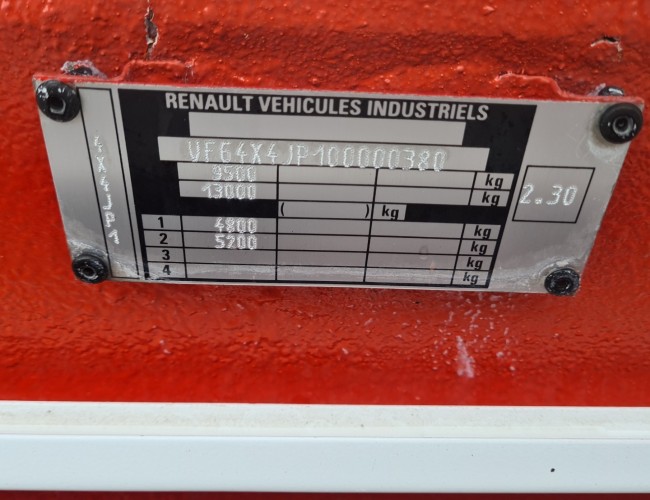 RENAULT VEHICULES INDUSTRIELS
VF64X4JP100000380
9500 kg
13000 kg
( ) kg
1 4800 kg
2 5200 kg
3 kg
4 kg
4X4JP1
2.30